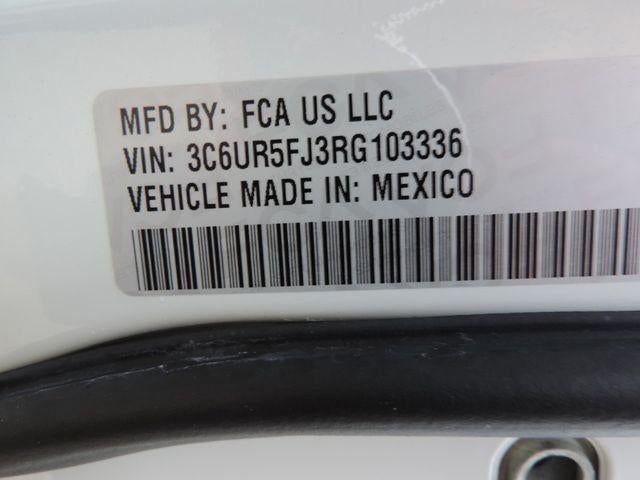 MFD BY: FCA US LLC
VIN: 3C6UR5FJ3RG103336
VEHICLE MADE IN: MEXICO